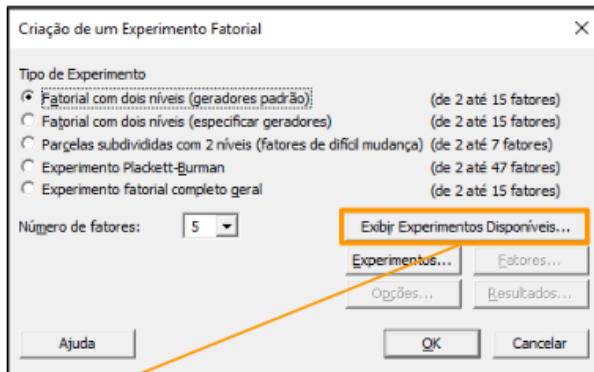 Criação de um Experimento Fatorial
Tipo de Experimento
Fatorial com dois níveis (geradores padrão) (de 2 até 15 fatores)
Fatorial com dois níveis (especificar geradores) (de 2 até 15 fatores)
Parcelas subdivididas com 2 níveis (fatores de difícil mudança) (de 2 até 7 fatores)
Experimento Plackett-Burman (de 2 até 47 fatores)
Experimento fatorial completo geral (de 2 até 15 fatores)
Número de fatores: 5 Exibir Experimentos Disponíveis...
Experimentos... Fatores...
Opções... Resultados...
Ajuda OK Cancelar